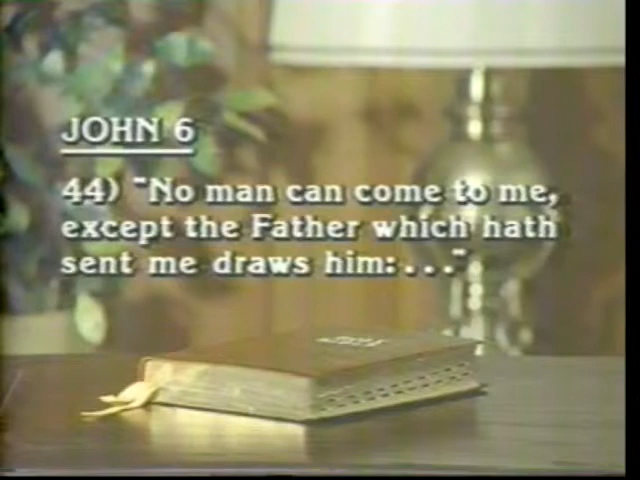 JOHN 6
44) "No man can come to me,
except the Father which hath
sent me draws him:..."